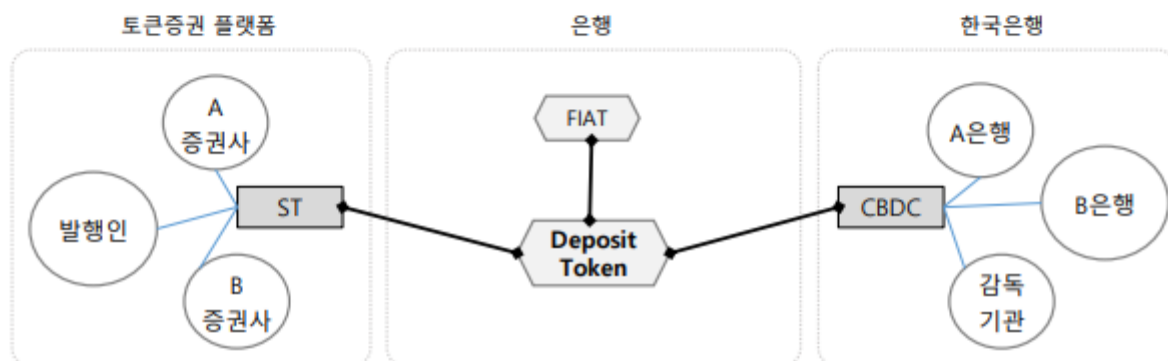 토큰증권 플랫폼
은행
한국은행
A
증권사
발행인
ST
B
증권사
FIAT
Deposit
Token
A은행
CBDC
B은행
감독
기관